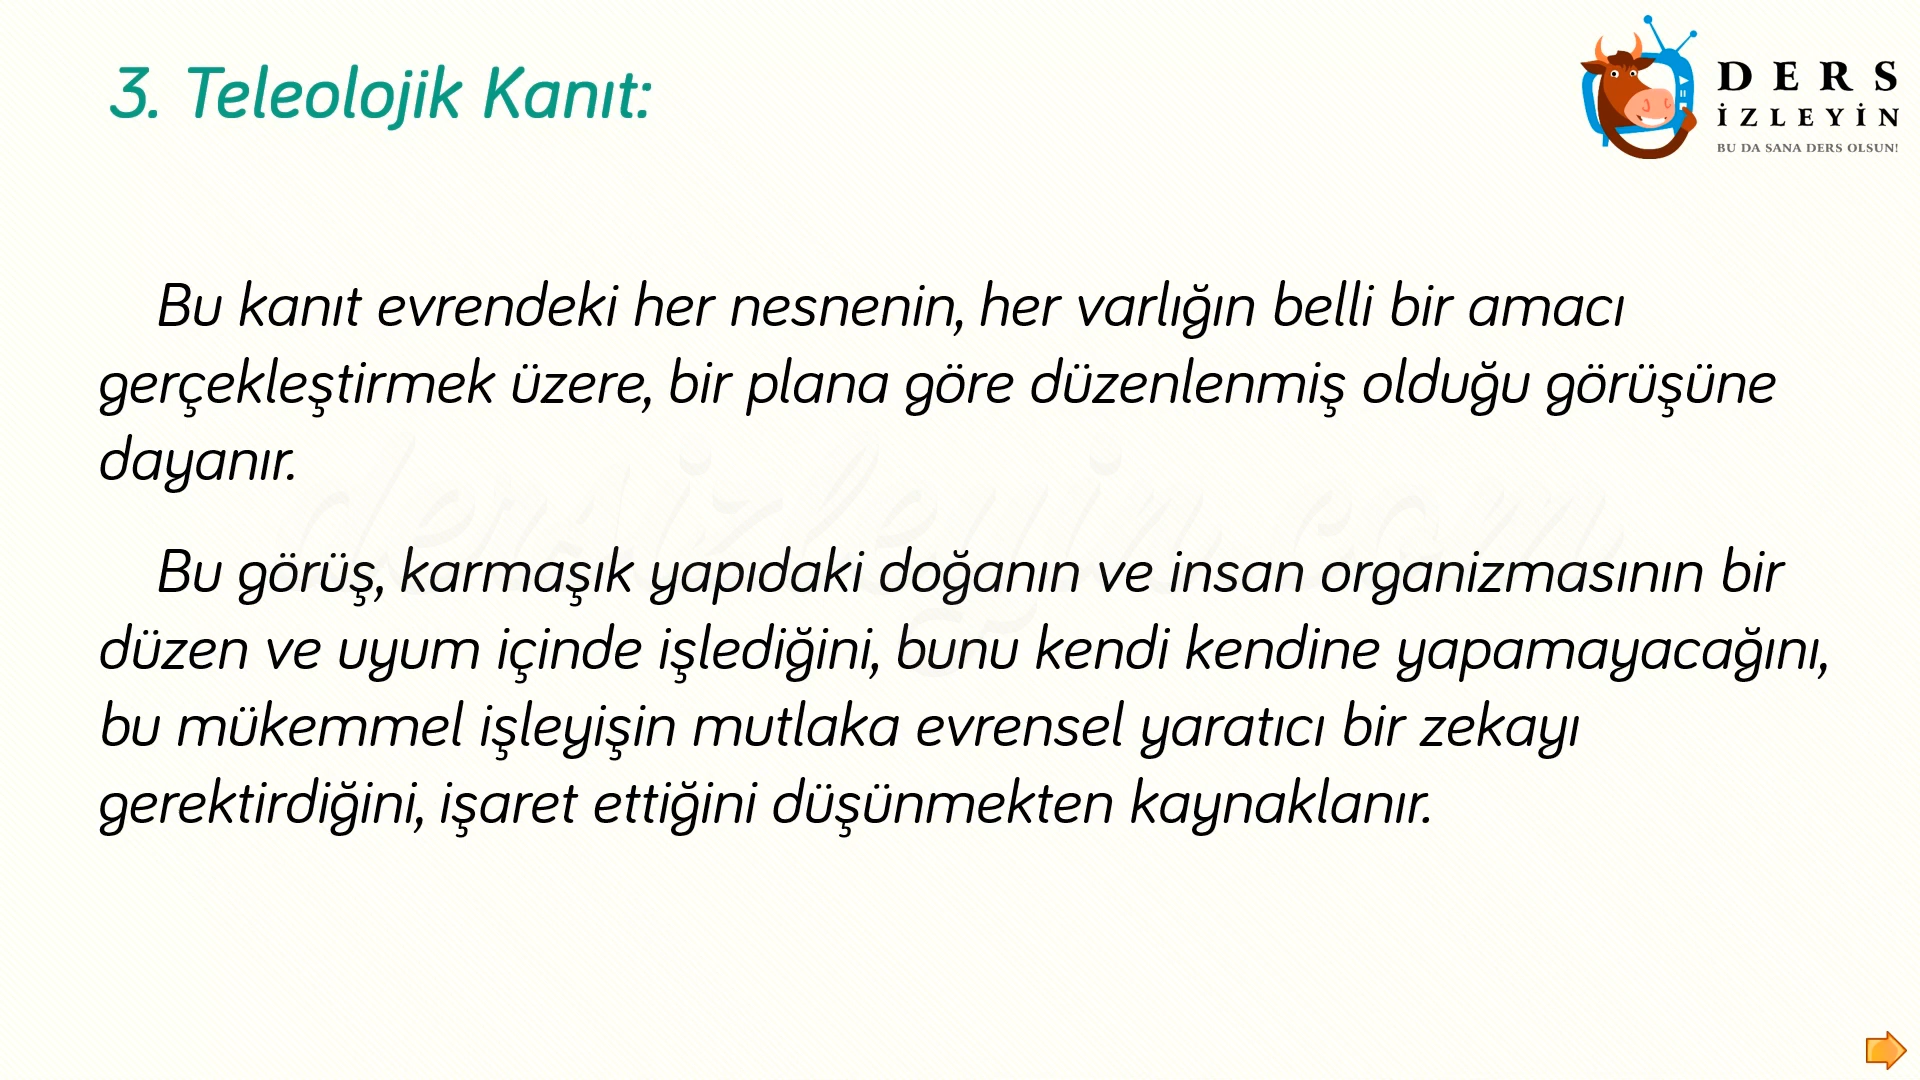 3. Teleolojik Kanıt:
DERS
İZLEYİN
BU DA SANA DERS OLSUN!
Bu kanıt evrendeki her nesnenin, her varlığın belli bir amacı
gerçekleştirmek üzere, bir plana göre düzenlenmiş olduğu görüşüne
dayanır.
dersizleyin.com
Bu görüş, karmaşık yapıdaki doğanın ve insan organizmasının bir
düzen ve uyum içinde işlediğini, bunu kendi kendine yapamayacağını,
bu mükemmel işleyişin mutlaka evrensel yaratıcı bir zekayı
gerektirdiğini, işaret ettiğini düşünmekten kaynaklanır.